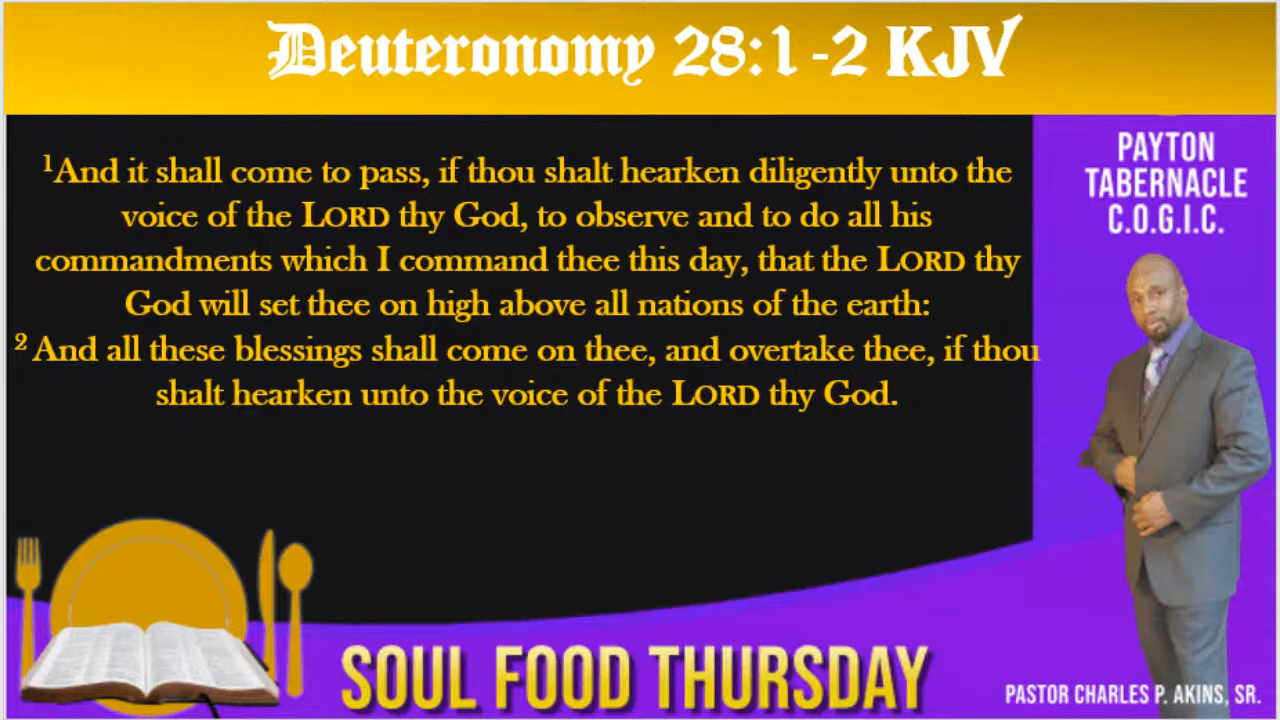 Deuteronomy 28:1-2 KJV
1And it shall come to pass, if thou shalt hearken diligently unto the
voice of the LORD thy God, to observe and to do all his
commandments which I command thee this day, that the LORD thy
God will set thee on high above all nations of the earth:
2 And all these blessings shall come on thee, and overtake thee, if thou
shalt hearken unto the voice of the LORD thy God.
PAYTON
TABERNACLE
C.O.G.I.C.
SOUL FOOD THURSDAY
PASTOR CHARLES P. AKINS, SR.